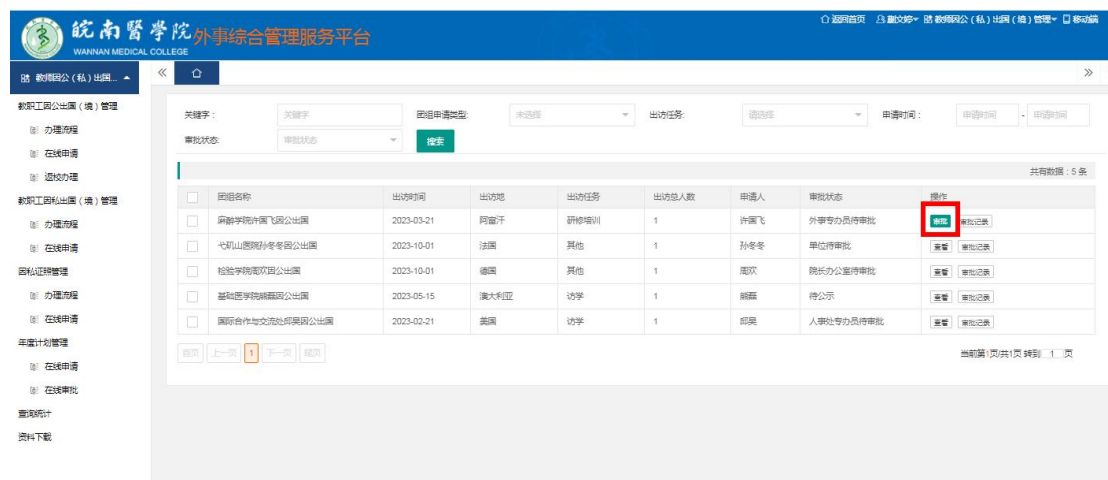 皖南醫學院 外事综合管理服务平台
WANNAN MEDICAL COLLEGE
返回首页 教师因公(私)出国(境)管理 移动端
教师因公(私)出国...
教职工因公出国(境)管理
办理流程
在线申请
返校办理
教职工因私出国(境)管理
办理流程
在线申请
因私证照管理
办理流程
在线申请
年度计划管理
在线申请
在线审批
查询统计
资料下载
关键字: 关键字 团组申请类型: 未选择 出访任务: 请选择 申请时间: 申请时间 - 申请时间
审批状态: 审批状态 搜索
共有数据:5 条
团组名称 出访时间 出访地 出访任务 出访总人数 申请人 审批状态 操作
麻醉学院许国飞因公出国 2023-03-21 阿富汗 研修培训 1 许国飞 外事专办员待审批 审批 审批记录
弋矶山医院孙冬冬因公出国 2023-10-01 法国 其他 1 孙冬冬 单位待审批 查看 审批记录
检验学院周欢因公出国 2023-10-01 德国 其他 1 周欢 院长办公室待审批 查看 审批记录
基础医学院熊磊因公出国 2023-05-15 澳大利亚 访学 1 熊磊 待公示 查看 审批记录
国际合作与交流处邱昊因公出国 2023-02-21 美国 访学 1 邱昊 人事处专办员待审批 查看 审批记录
首页 上一页 1 下一页 尾页
当前第1页/共1页 转到 1 页